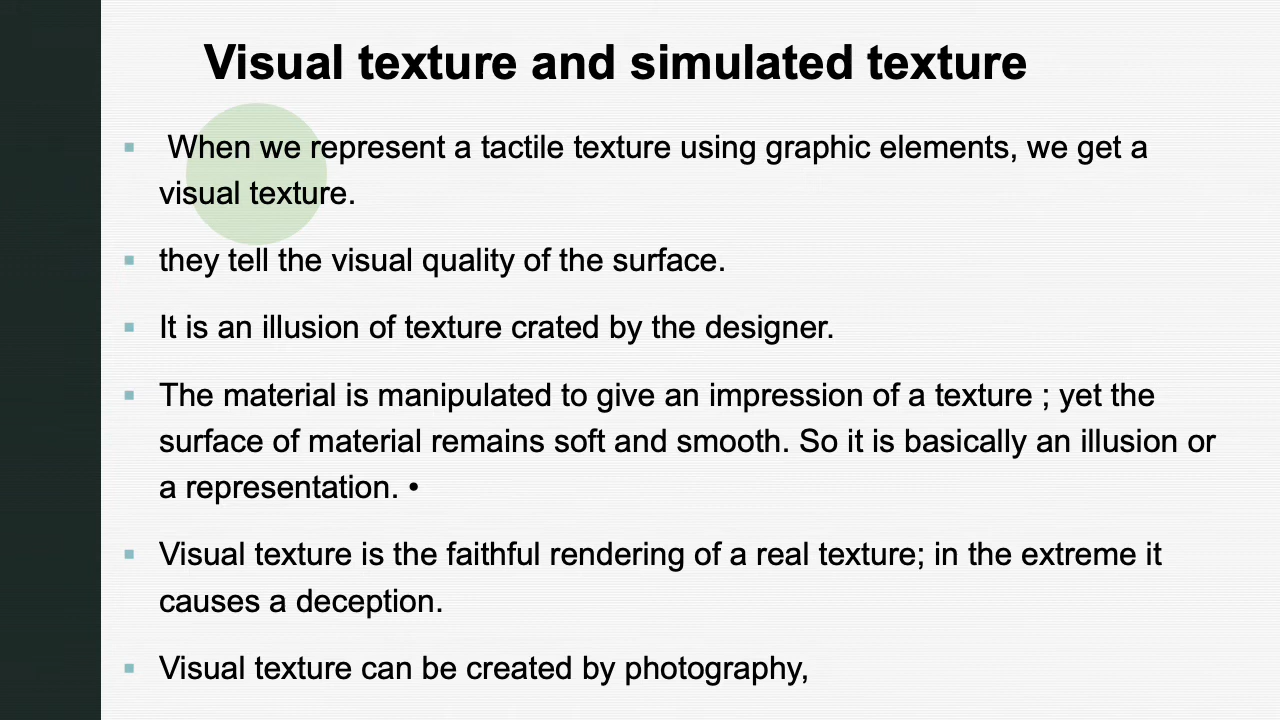 Visual texture and simulated texture
▪ When we represent a tactile texture using graphic elements, we get a
visual texture.
▪ they tell the visual quality of the surface.
▪ It is an illusion of texture crated by the designer.
▪ The material is manipulated to give an impression of a texture ; yet the
surface of material remains soft and smooth. So it is basically an illusion or
a representation. •
▪ Visual texture is the faithful rendering of a real texture; in the extreme it
causes a deception.
▪ Visual texture can be created by photography,